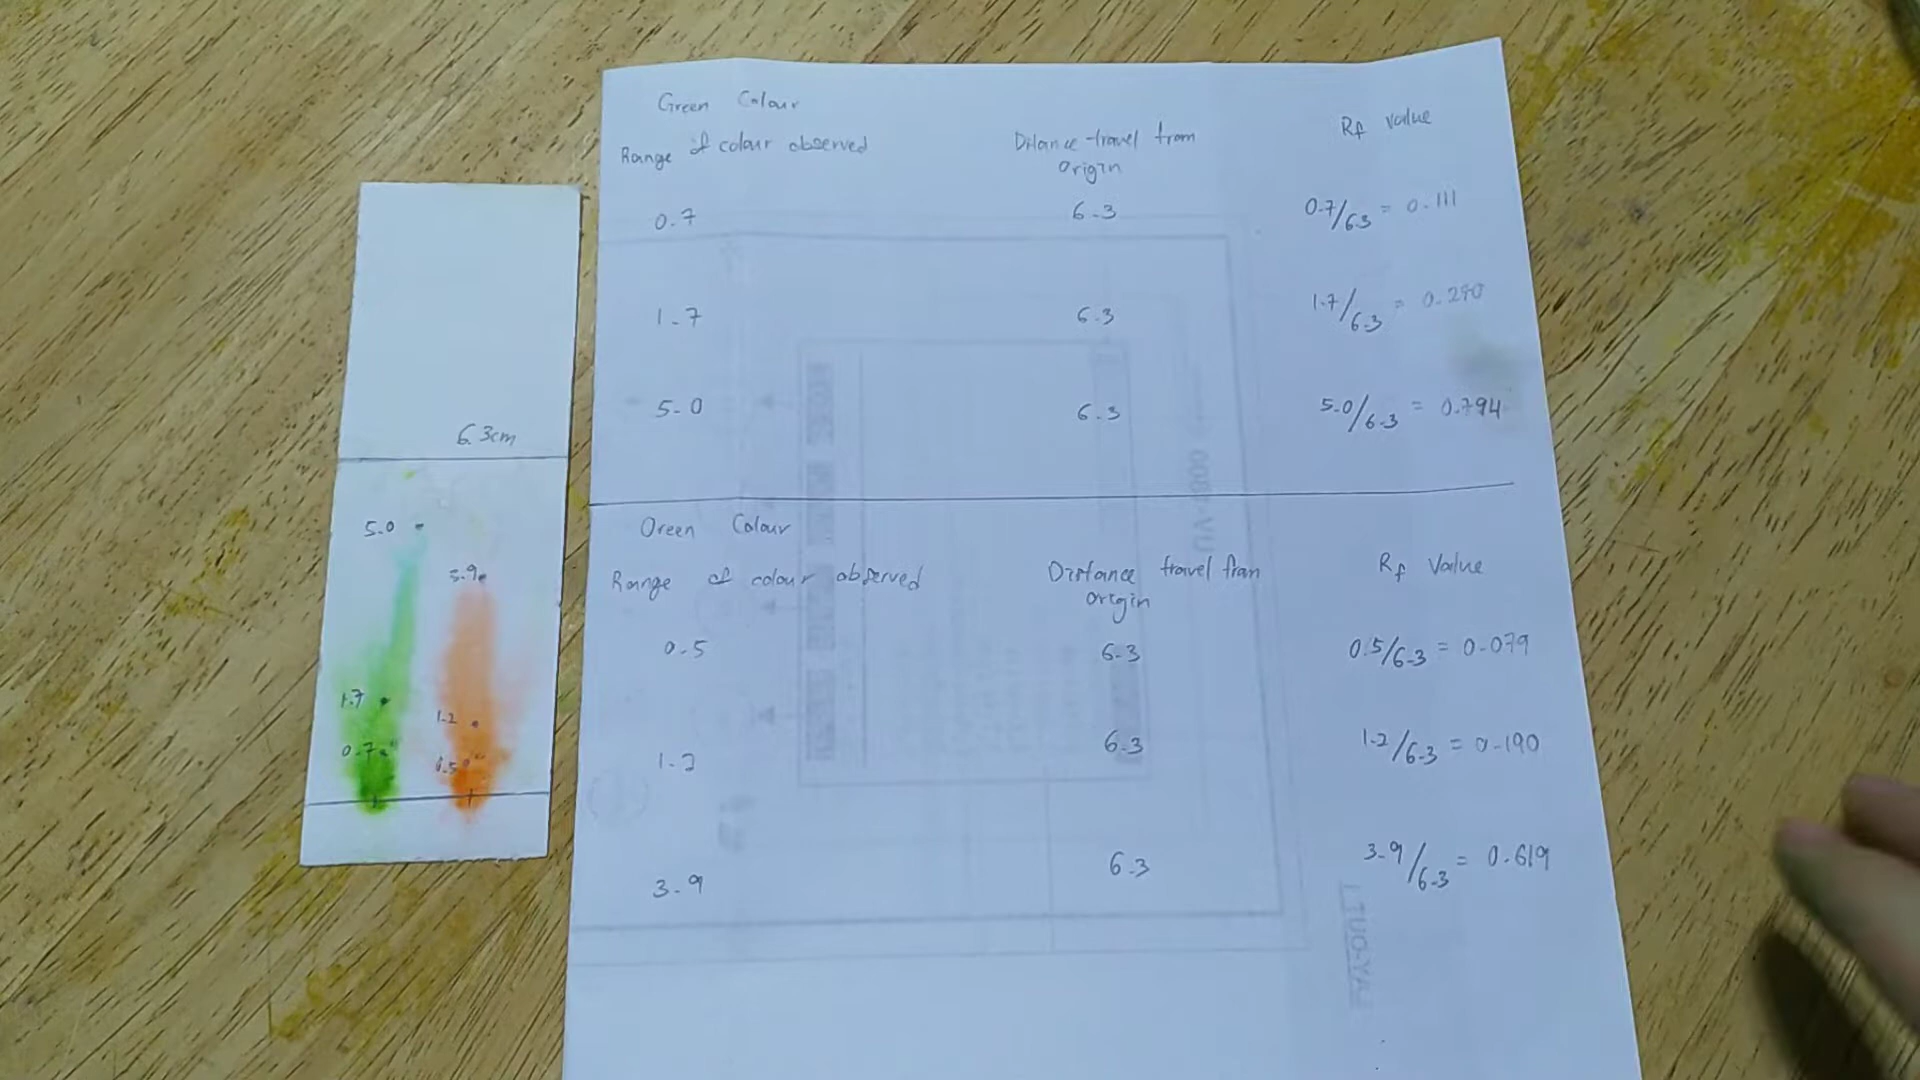 6.3cm
5.0
3.9
1.7
1.2
0.7
0.5
Green Colour
Range of colour observed
Distance travel from
origin
Rf value
0.7
6.3
0.7/6.3 = 0.111
1.7
6.3
1.7/6.3 = 0.270
5.0
6.3
5.0/6.3 = 0.794
Oreen Colour
Range of colour observed
Distance travel from
origin
Rf Value
0.5
6.3
0.5/6.3 = 0.079
1.2
6.3
1.2/6.3 = 0.190
3.9
6.3
3.9/6.3 = 0.619